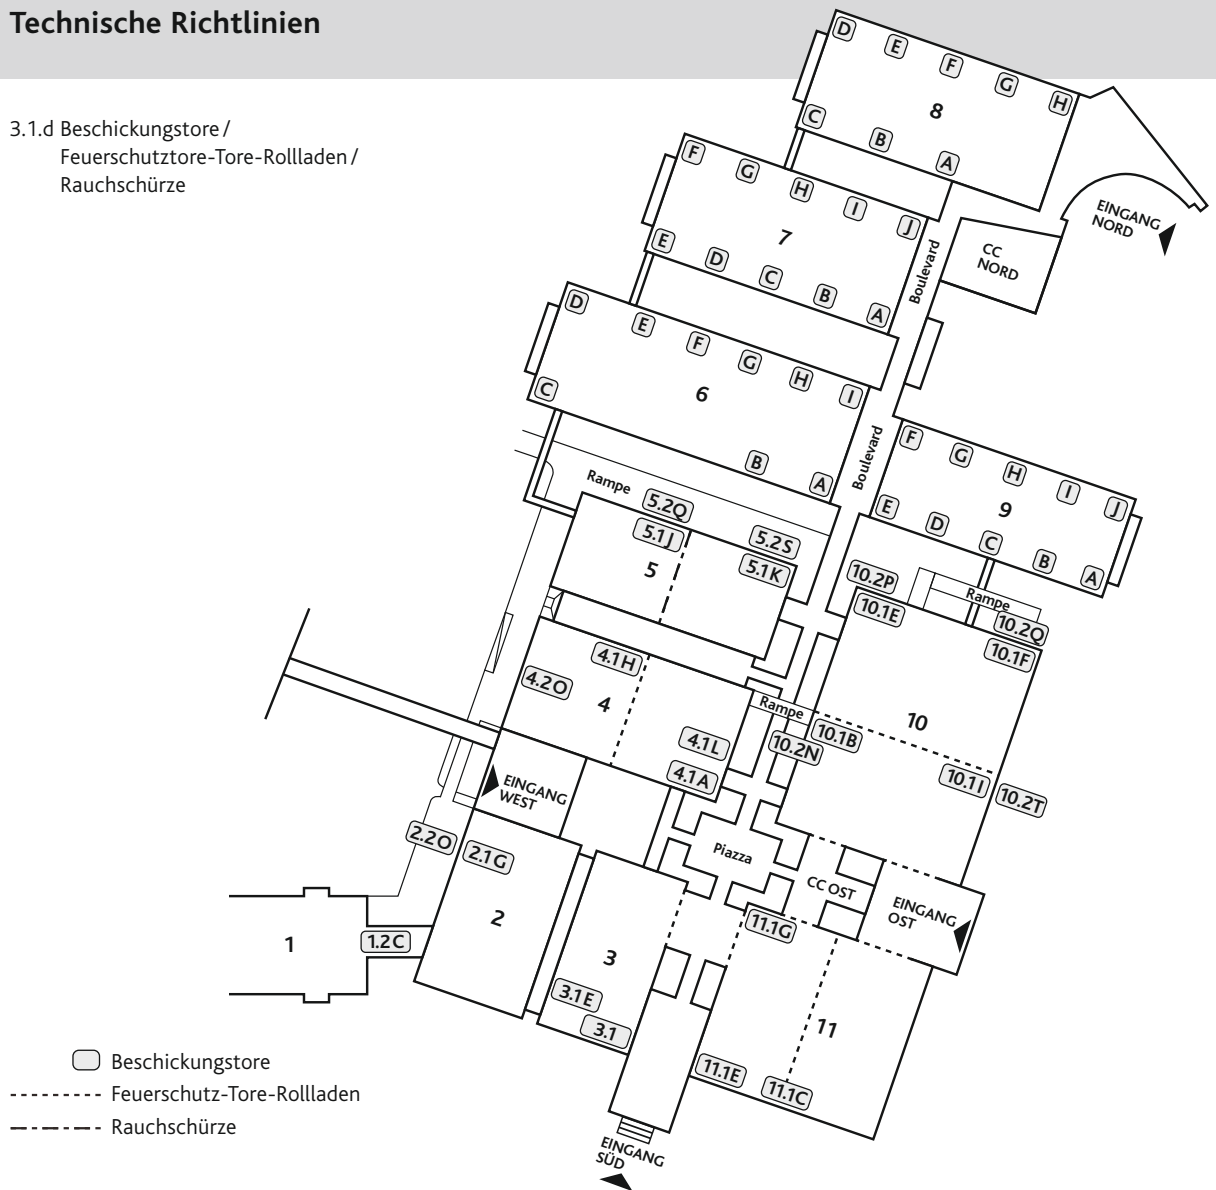 Technische Richtlinien
3.1.d Beschickungstore /
Feuerschutztore-Tore-Rollladen /
Rauchschürze
D
E
F
G
H
8
C
B
A
EINGANG
NORD
F
G
H
I
J
7
E
D
C
B
A
Boulevard
CC
NORD
D
E
F
G
H
I
6
C
B
A
Boulevard
F
G
H
I
J
9
E
D
C
B
A
Rampe
5.2Q
5.1J
5.2S
5.1K
5
10.2P
10.1E
Rampe
10.2Q
10.1F
4.1H
4.2O
4
4.1L
4.1A
Rampe
10.2N
10.1B
10
10.1I
10.2T
EINGANG
WEST
2.2O
2.1G
2
Piazza
CC OST
EINGANG
OST
1
1.2C
3
3.1E
3.1
11.1G
11
11.1E
11.1C
EINGANG
SÜD
Beschickungstore
Feuerschutz-Tore-Rollladen
Rauchschürze